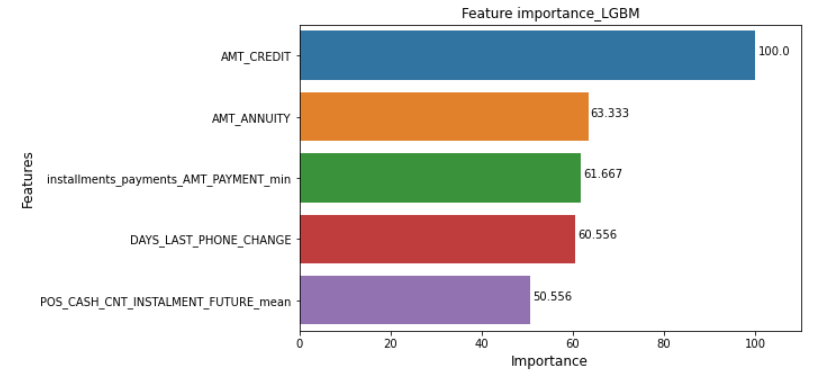 Feature importance_LGBM
Features
AMT_CREDIT
100.0
AMT_ANNUITY
63.333
installments_payments_AMT_PAYMENT_min
61.667
DAYS_LAST_PHONE_CHANGE
60.556
POS_CASH_CNT_INSTALMENT_FUTURE_mean
50.556
0 20 40 60 80 100
Importance